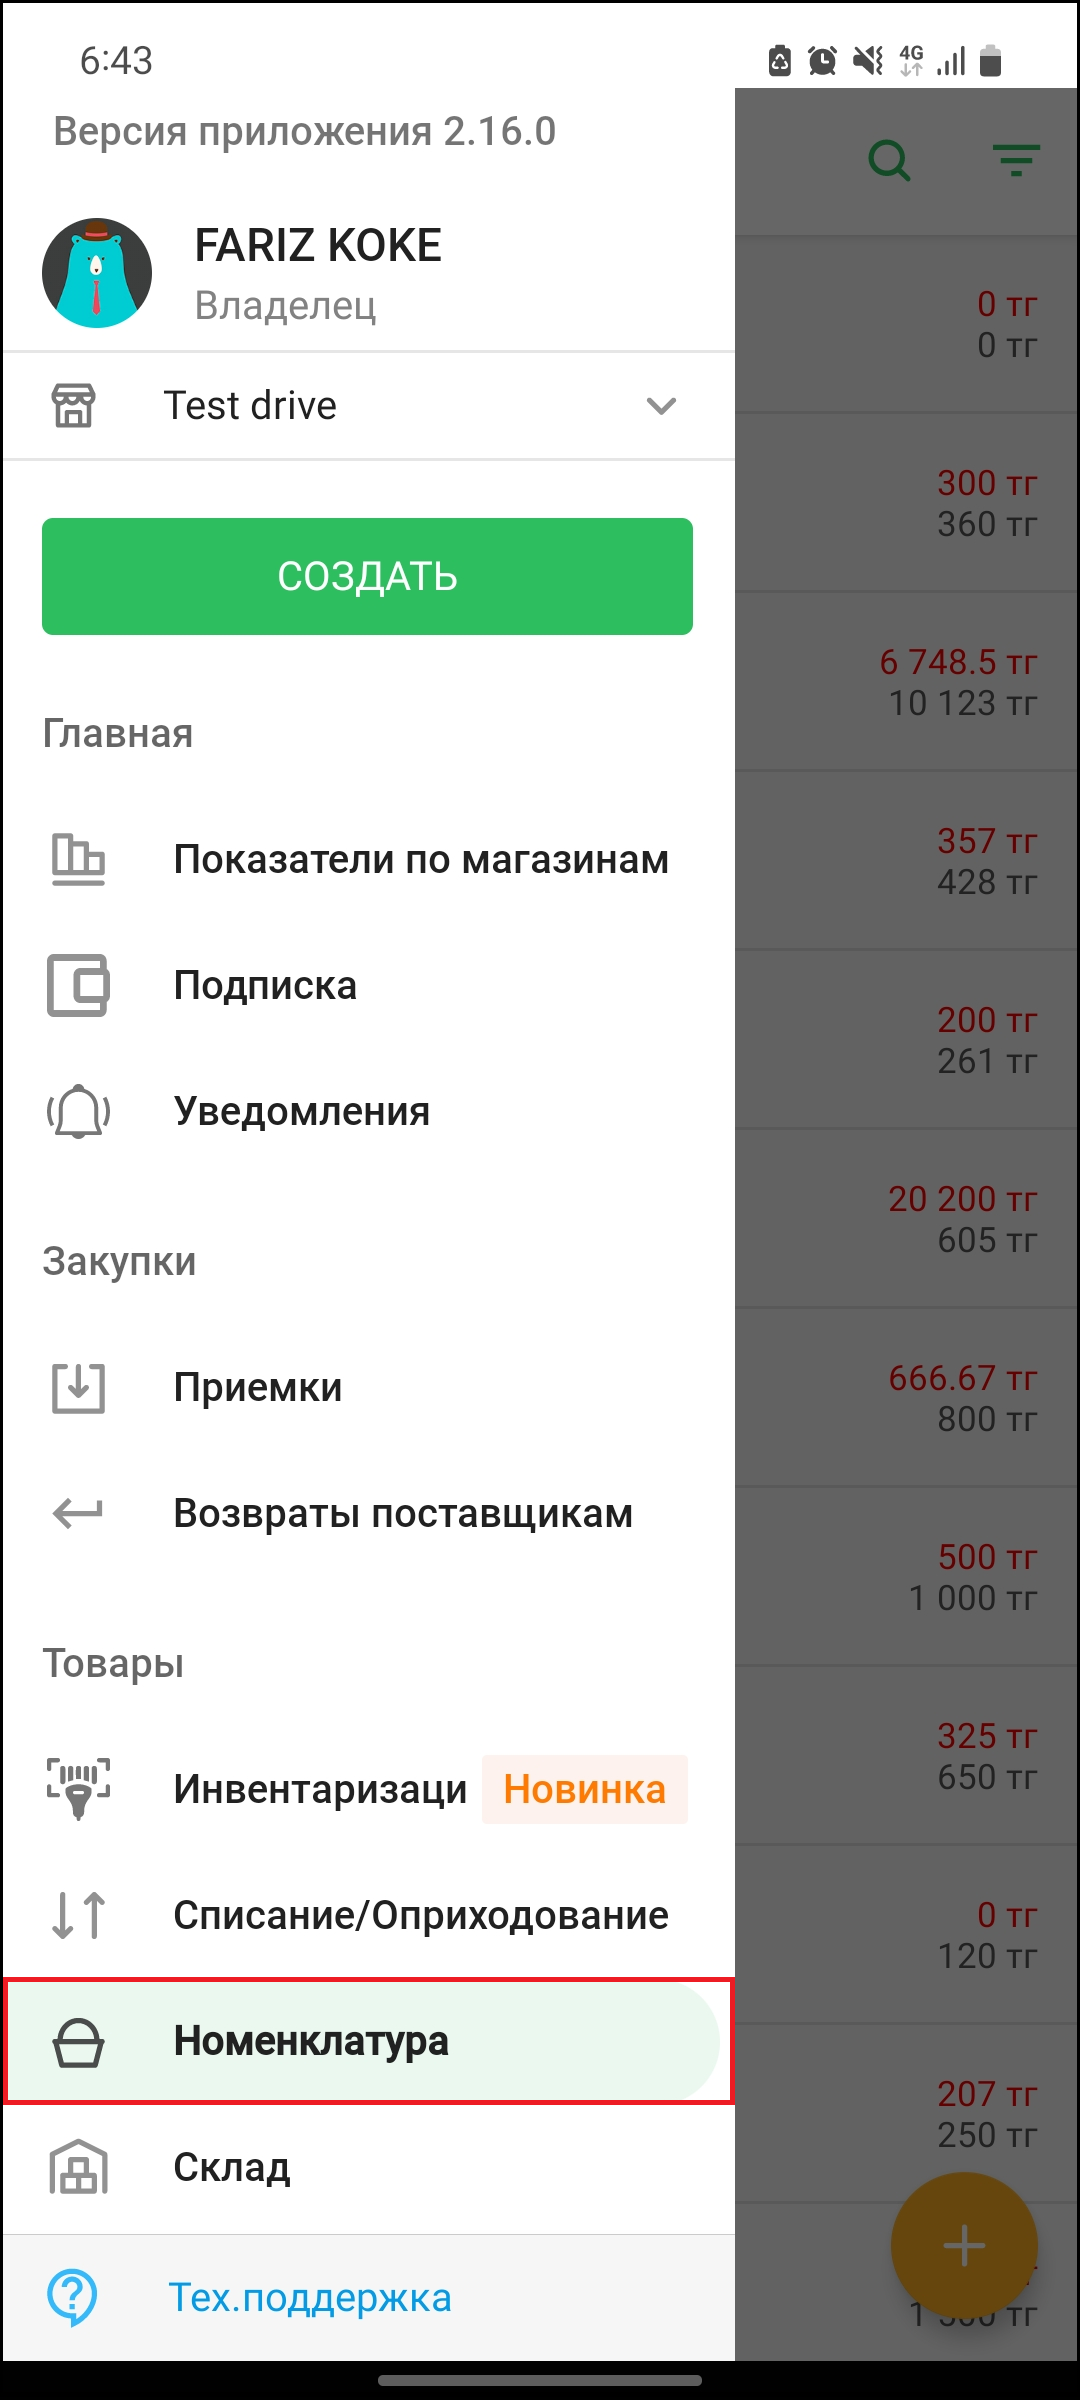 6:43
4G
Версия приложения 2.16.0
FARIZ KOKE
Владелец
Test drive
СОЗДАТЬ
Главная
Показатели по магазинам
Подписка
Уведомления
Закупки
Приемки
Возвраты поставщикам
Товары
Инвентаризаци Новинка
Списание/Оприходование
Номенклатура
Склад
Тех.поддержка
0 тг
0 тг
300 тг
360 тг
6 748.5 тг
10 123 тг
357 тг
428 тг
200 тг
261 тг
20 200 тг
605 тг
666.67 тг
800 тг
500 тг
1 000 тг
325 тг
650 тг
0 тг
120 тг
207 тг
250 тг
тг